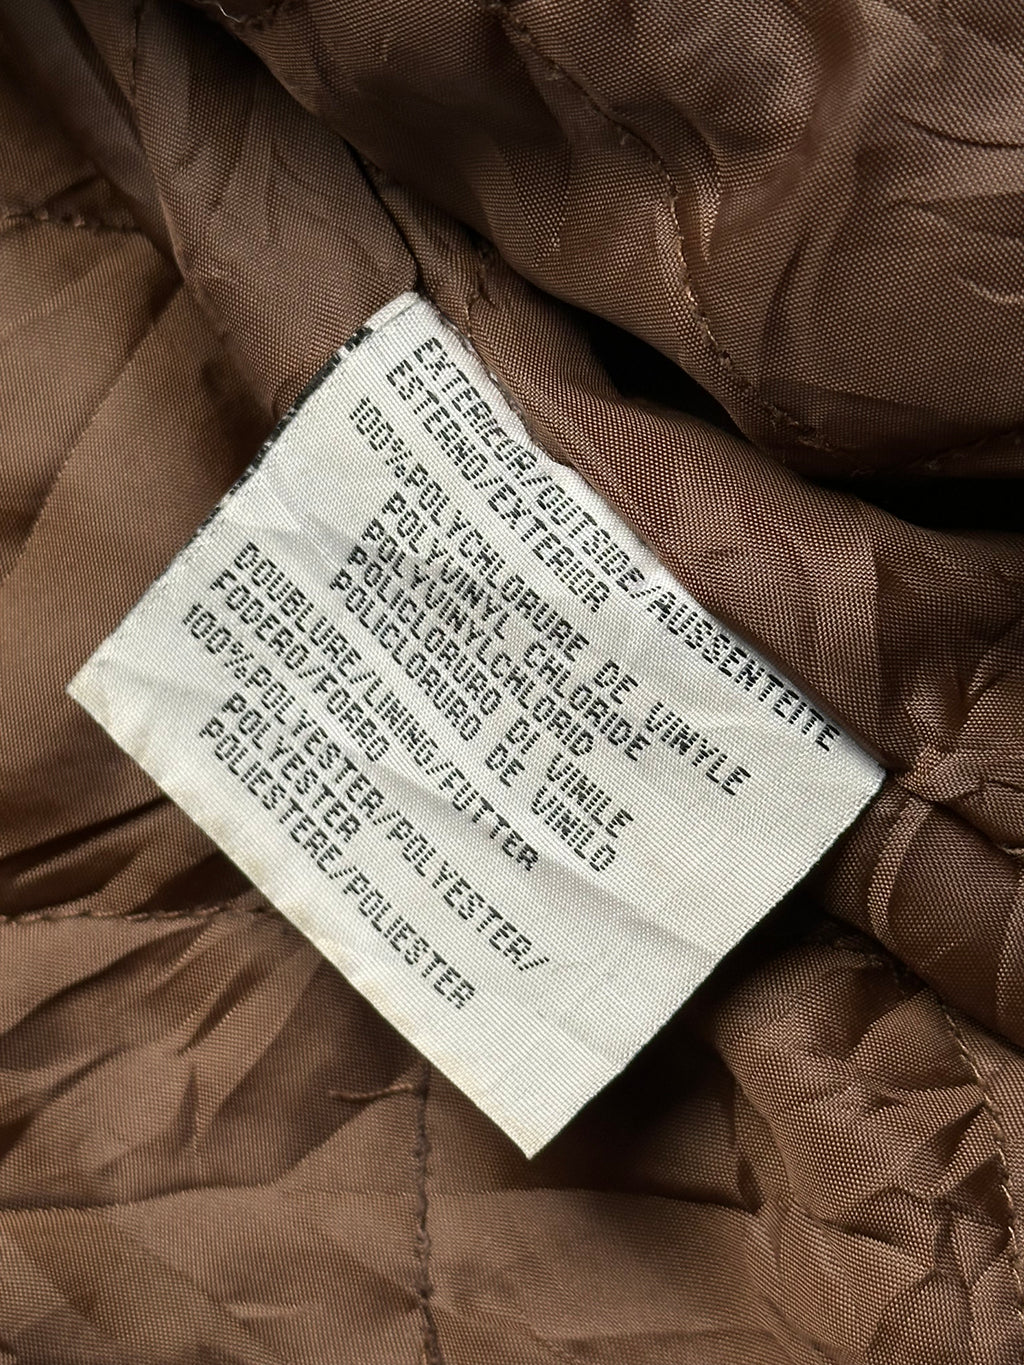 EXTERIEUR/OUTSIDE/AUSSENTEITE
ESTERNO/EXTERIOR
100%POLYCHLORURE DE VINYLE
POLYVINYL CHLORIDE
POLYVINYLCHLORID
POLICLORURO DI VINILE
POLICLORURO DE VINILO
DOUBLURE/LINING/FUTTER
FODERO/FORRO
100%POLYESTER/POLYESTER/
POLYESTER
POLIESTERE/POLIESTER